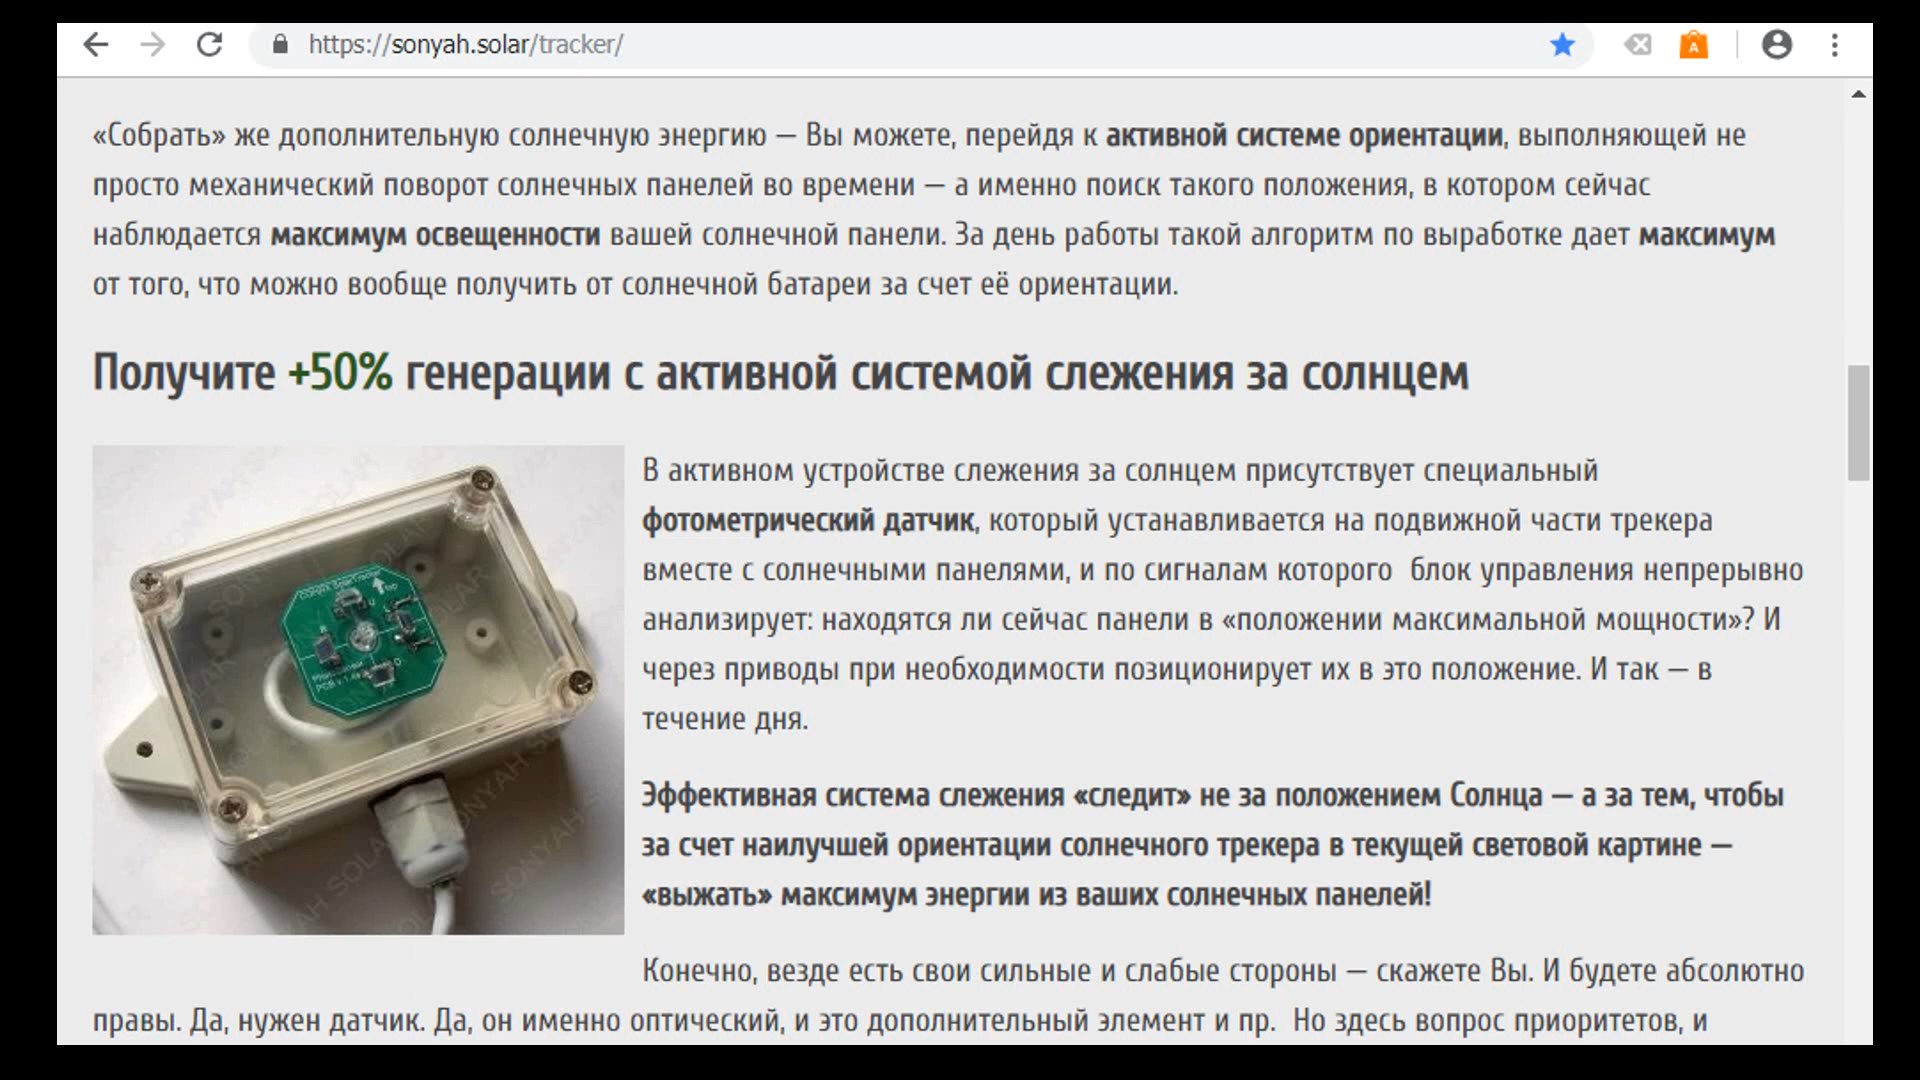 https://sonyah.solar/tracker/
«Собрать» же дополнительную солнечную энергию — Вы можете, перейдя к активной системе ориентации, выполняющей не
просто механический поворот солнечных панелей во времени — а именно поиск такого положения, в котором сейчас
наблюдается максимум освещенности вашей солнечной панели. За день работы такой алгоритм по выработке дает максимум
от того, что можно вообще получить от солнечной батареи за счет её ориентации.
Получите +50% генерации с активной системой слежения за солнцем
В активном устройстве слежения за солнцем присутствует специальный
фотометрический датчик, который устанавливается на подвижной части трекера
вместе с солнечными панелями, и по сигналам которого блок управления непрерывно
анализирует: находятся ли сейчас панели в «положении максимальной мощности»? И
через приводы при необходимости позиционирует их в это положение. И так — в
течение дня.
Эффективная система слежения «следит» не за положением Солнца — а за тем, чтобы
за счет наилучшей ориентации солнечного трекера в текущей световой картине —
«выжать» максимум энергии из ваших солнечных панелей!
Конечно, везде есть свои сильные и слабые стороны — скажете Вы. И будете абсолютно
правы. Да, нужен датчик. Да, он именно оптический, и это дополнительный элемент и пр. Но здесь вопрос приоритетов, и